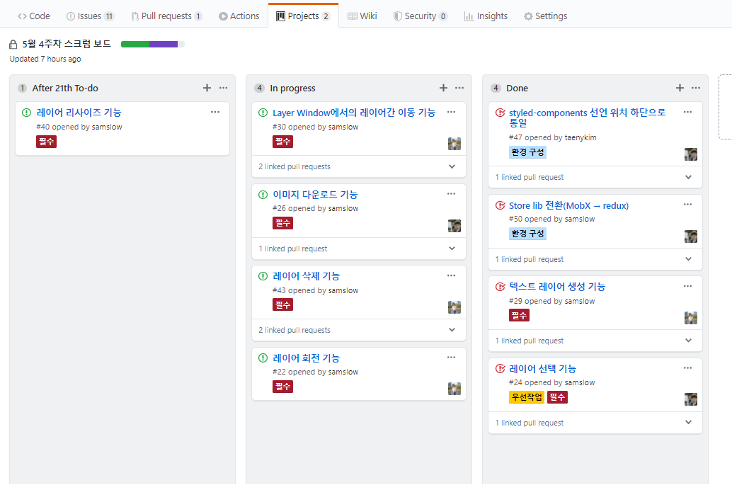 Code Issues 11 Pull requests 1 Actions Projects 2 Wiki Security 0 Insights Settings
5월 4주자 스크럼 보드
Updated 7 hours ago
1 After 21th To-do
레이어 리사이즈 기능
#40 opened by samslow
필수
4 In progress
Layer Window에서의 레이어간 이동 기능
#30 opened by samslow
필수
2 linked pull requests
이미지 다운로드 기능
#26 opened by samslow
필수
1 linked pull request
레이어 삭제 기능
#43 opened by samslow
필수
2 linked pull requests
레이어 회전 기능
#22 opened by samslow
필수
4 Done
styled-components 선언 위치 하단으로
통일
#47 opened by taenykim
환경 구성
1 linked pull request
Store lib 전환(MobX → redux)
#50 opened by samslow
환경 구성
1 linked pull request
텍스트 레이어 생성 기능
#29 opened by samslow
필수
1 linked pull request
레이어 선택 기능
#24 opened by samslow
우선작업 필수
1 linked pull request